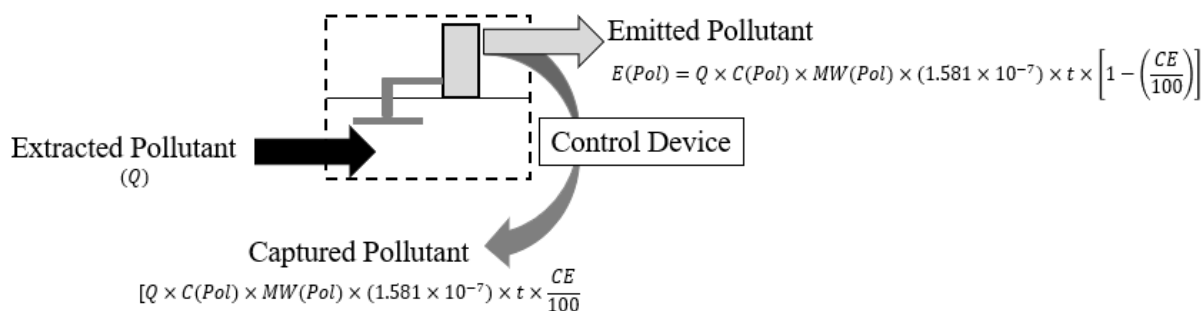 Emitted Pollutant
E(Pol) = Q × C(Pol) × MW(Pol) × (1.581 × 10⁻⁷) × t × [1 − (CE/100)]
Control Device
Extracted Pollutant
(Q)
Captured Pollutant
[Q × C(Pol) × MW(Pol) × (1.581 × 10⁻⁷) × t × CE/100